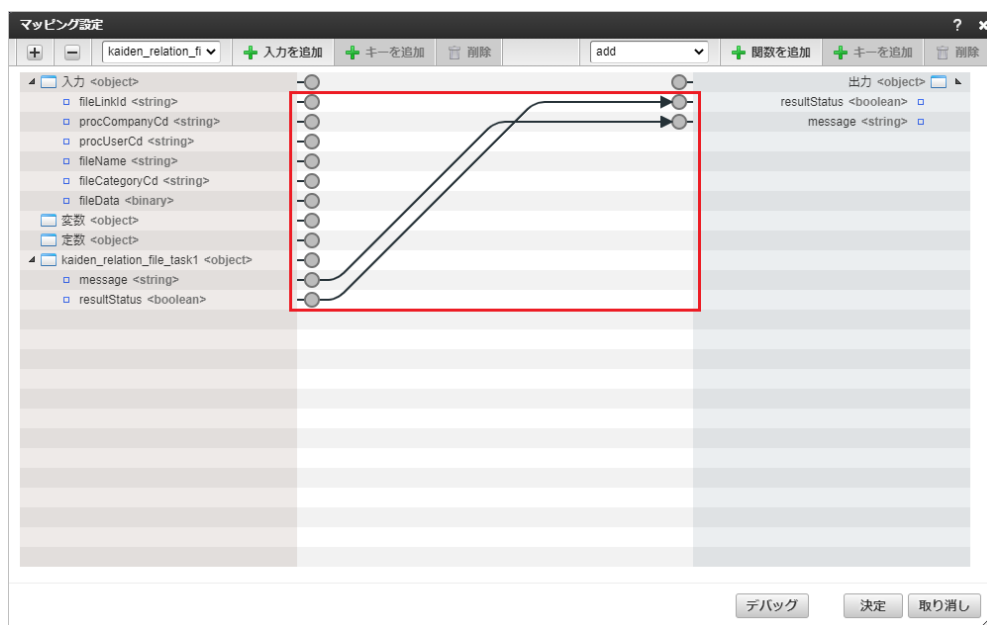 マッピング設定 ?
kaiden_relation_fi 入力を追加 キーを追加 削除 add 関数を追加 キーを追加 削除
入力 <object> 出力 <object>
fileLinkId <string> resultStatus <boolean>
procCompanyCd <string> message <string>
procUserCd <string>
fileName <string>
fileCategoryCd <string>
fileData <binary>
変数 <object>
定数 <object>
kaiden_relation_file_task1 <object>
message <string>
resultStatus <boolean>
デバッグ 決定 取り消し